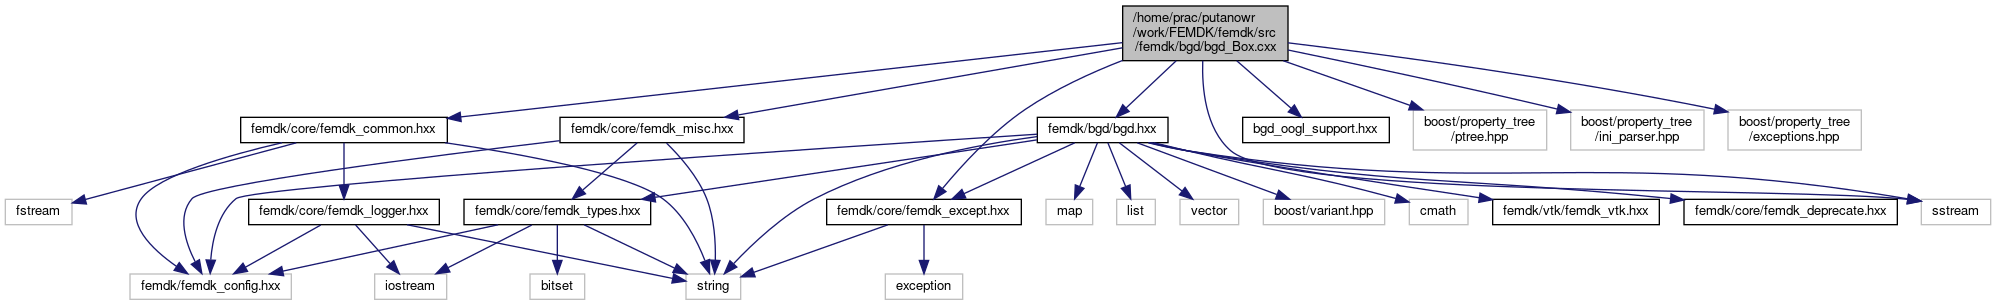 /home/prac/putanowr
/work/FEMDK/femdk/src
/femdk/bgd/bgd_Box.cxx
femdk/core/femdk_common.hxx
femdk/core/femdk_misc.hxx
femdk/bgd/bgd.hxx
bgd_oogl_support.hxx
boost/property_tree
/ptree.hpp
boost/property_tree
/ini_parser.hpp
boost/property_tree
/exceptions.hpp
fstream
femdk/core/femdk_logger.hxx
femdk/core/femdk_types.hxx
femdk/core/femdk_except.hxx
map
list
vector
boost/variant.hpp
cmath
femdk/vtk/femdk_vtk.hxx
femdk/core/femdk_deprecate.hxx
sstream
femdk/femdk_config.hxx
iostream
bitset
string
exception